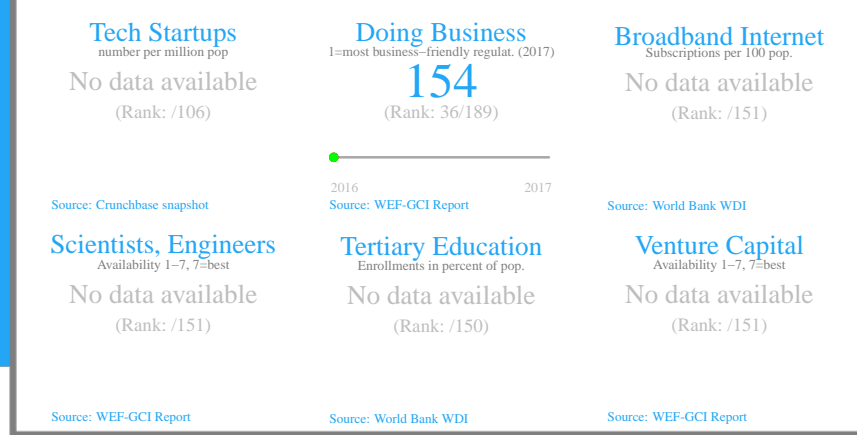 Tech Startups
number per million pop
No data available
(Rank: /106)
Source: Crunchbase snapshot
Doing Business
1=most business−friendly regulat. (2017)
154
(Rank: 36/189)
2016 2017
Source: WEF-GCI Report
Broadband Internet
Subscriptions per 100 pop.
No data available
(Rank: /151)
Source: World Bank WDI
Scientists, Engineers
Availability 1−7, 7=best
No data available
(Rank: /151)
Source: WEF-GCI Report
Tertiary Education
Enrollments in percent of pop.
No data available
(Rank: /150)
Source: World Bank WDI
Venture Capital
Availability 1−7, 7=best
No data available
(Rank: /151)
Source: WEF-GCI Report